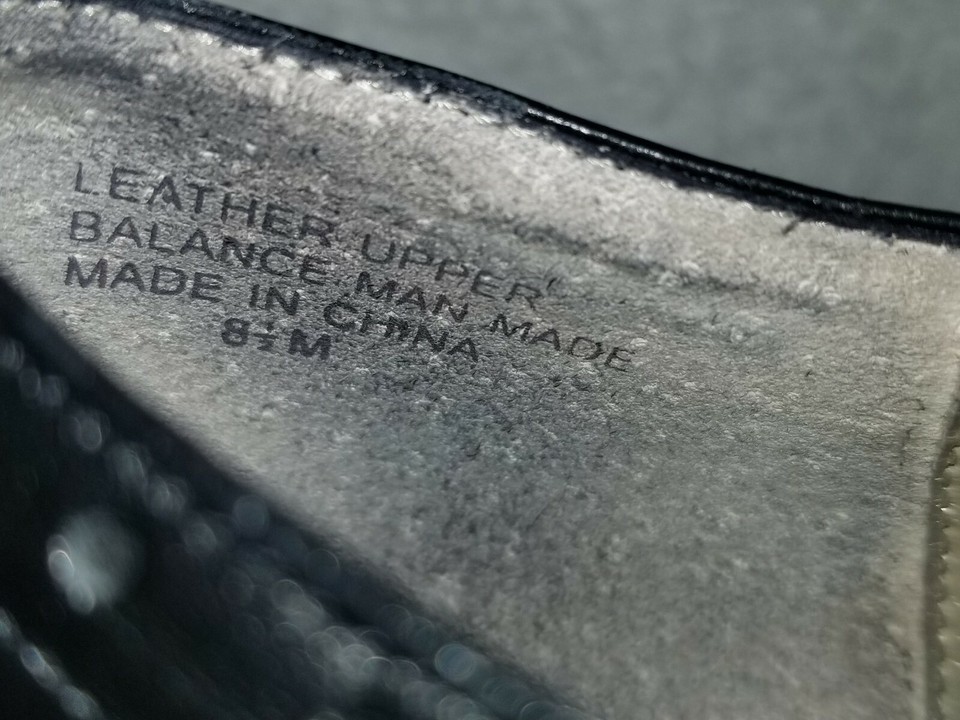 LEATHER UPPER
BALANCE MAN MADE
MADE IN CHINA
8½M